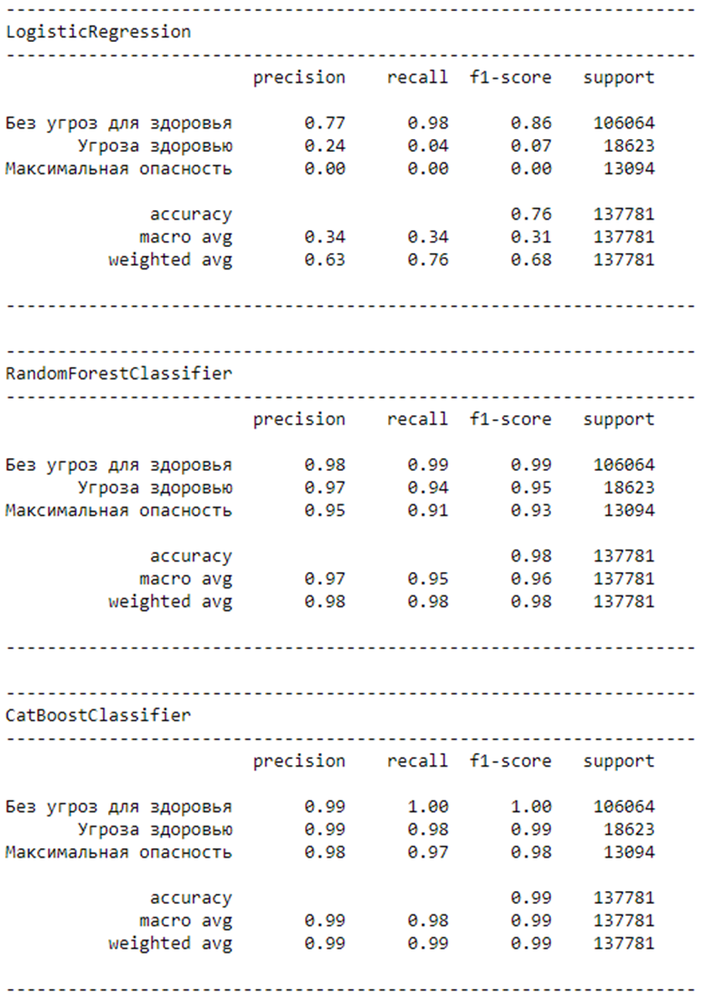 LogisticRegression
precision recall f1-score support
Без угроз для здоровья 0.77 0.98 0.86 106064
Угроза здоровью 0.24 0.04 0.07 18623
Максимальная опасность 0.00 0.00 0.00 13094
accuracy 0.76 137781
macro avg 0.34 0.34 0.31 137781
weighted avg 0.63 0.76 0.68 137781
RandomForestClassifier
precision recall f1-score support
Без угроз для здоровья 0.98 0.99 0.99 106064
Угроза здоровью 0.97 0.94 0.95 18623
Максимальная опасность 0.95 0.91 0.93 13094
accuracy 0.98 137781
macro avg 0.97 0.95 0.96 137781
weighted avg 0.98 0.98 0.98 137781
CatBoostClassifier
precision recall f1-score support
Без угроз для здоровья 0.99 1.00 1.00 106064
Угроза здоровью 0.99 0.98 0.99 18623
Максимальная опасность 0.98 0.97 0.98 13094
accuracy 0.99 137781
macro avg 0.99 0.98 0.99 137781
weighted avg 0.99 0.99 0.99 137781